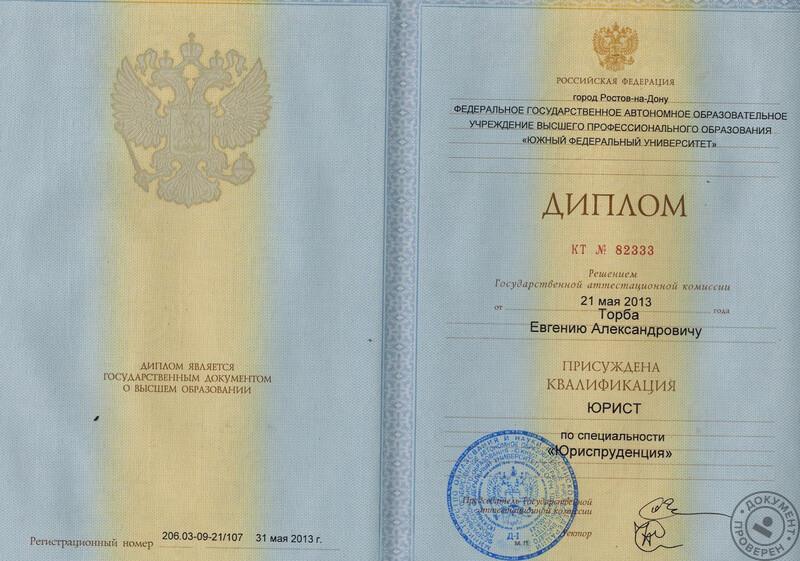 ДИПЛОМ ЯВЛЯЕТСЯ
ГОСУДАРСТВЕННЫМ ДОКУМЕНТОМ
О ВЫСШЕМ ОБРАЗОВАНИИ
Регистрационный номер 206.03-09-21/107 31 мая 2013 г.
РОССИЙСКАЯ ФЕДЕРАЦИЯ
город Ростов-на-Дону
ФЕДЕРАЛЬНОЕ ГОСУДАРСТВЕННОЕ АВТОНОМНОЕ ОБРАЗОВАТЕЛЬНОЕ
УЧРЕЖДЕНИЕ ВЫСШЕГО ПРОФЕССИОНАЛЬНОГО ОБРАЗОВАНИЯ
«ЮЖНЫЙ ФЕДЕРАЛЬНЫЙ УНИВЕРСИТЕТ»
ДИПЛОМ
КТ № 82333
Решением
Государственной аттестационной комиссии
от 21 мая 2013 года
Торба
Евгению Александровичу
ПРИСУЖДЕНА
КВАЛИФИКАЦИЯ
ЮРИСТ
по специальности
«Юриспруденция»
Председатель Государственной
аттестационной комиссии
Ректор
Д-I
М.П.
ДОКУМЕНТ
ПРОВЕРЕН